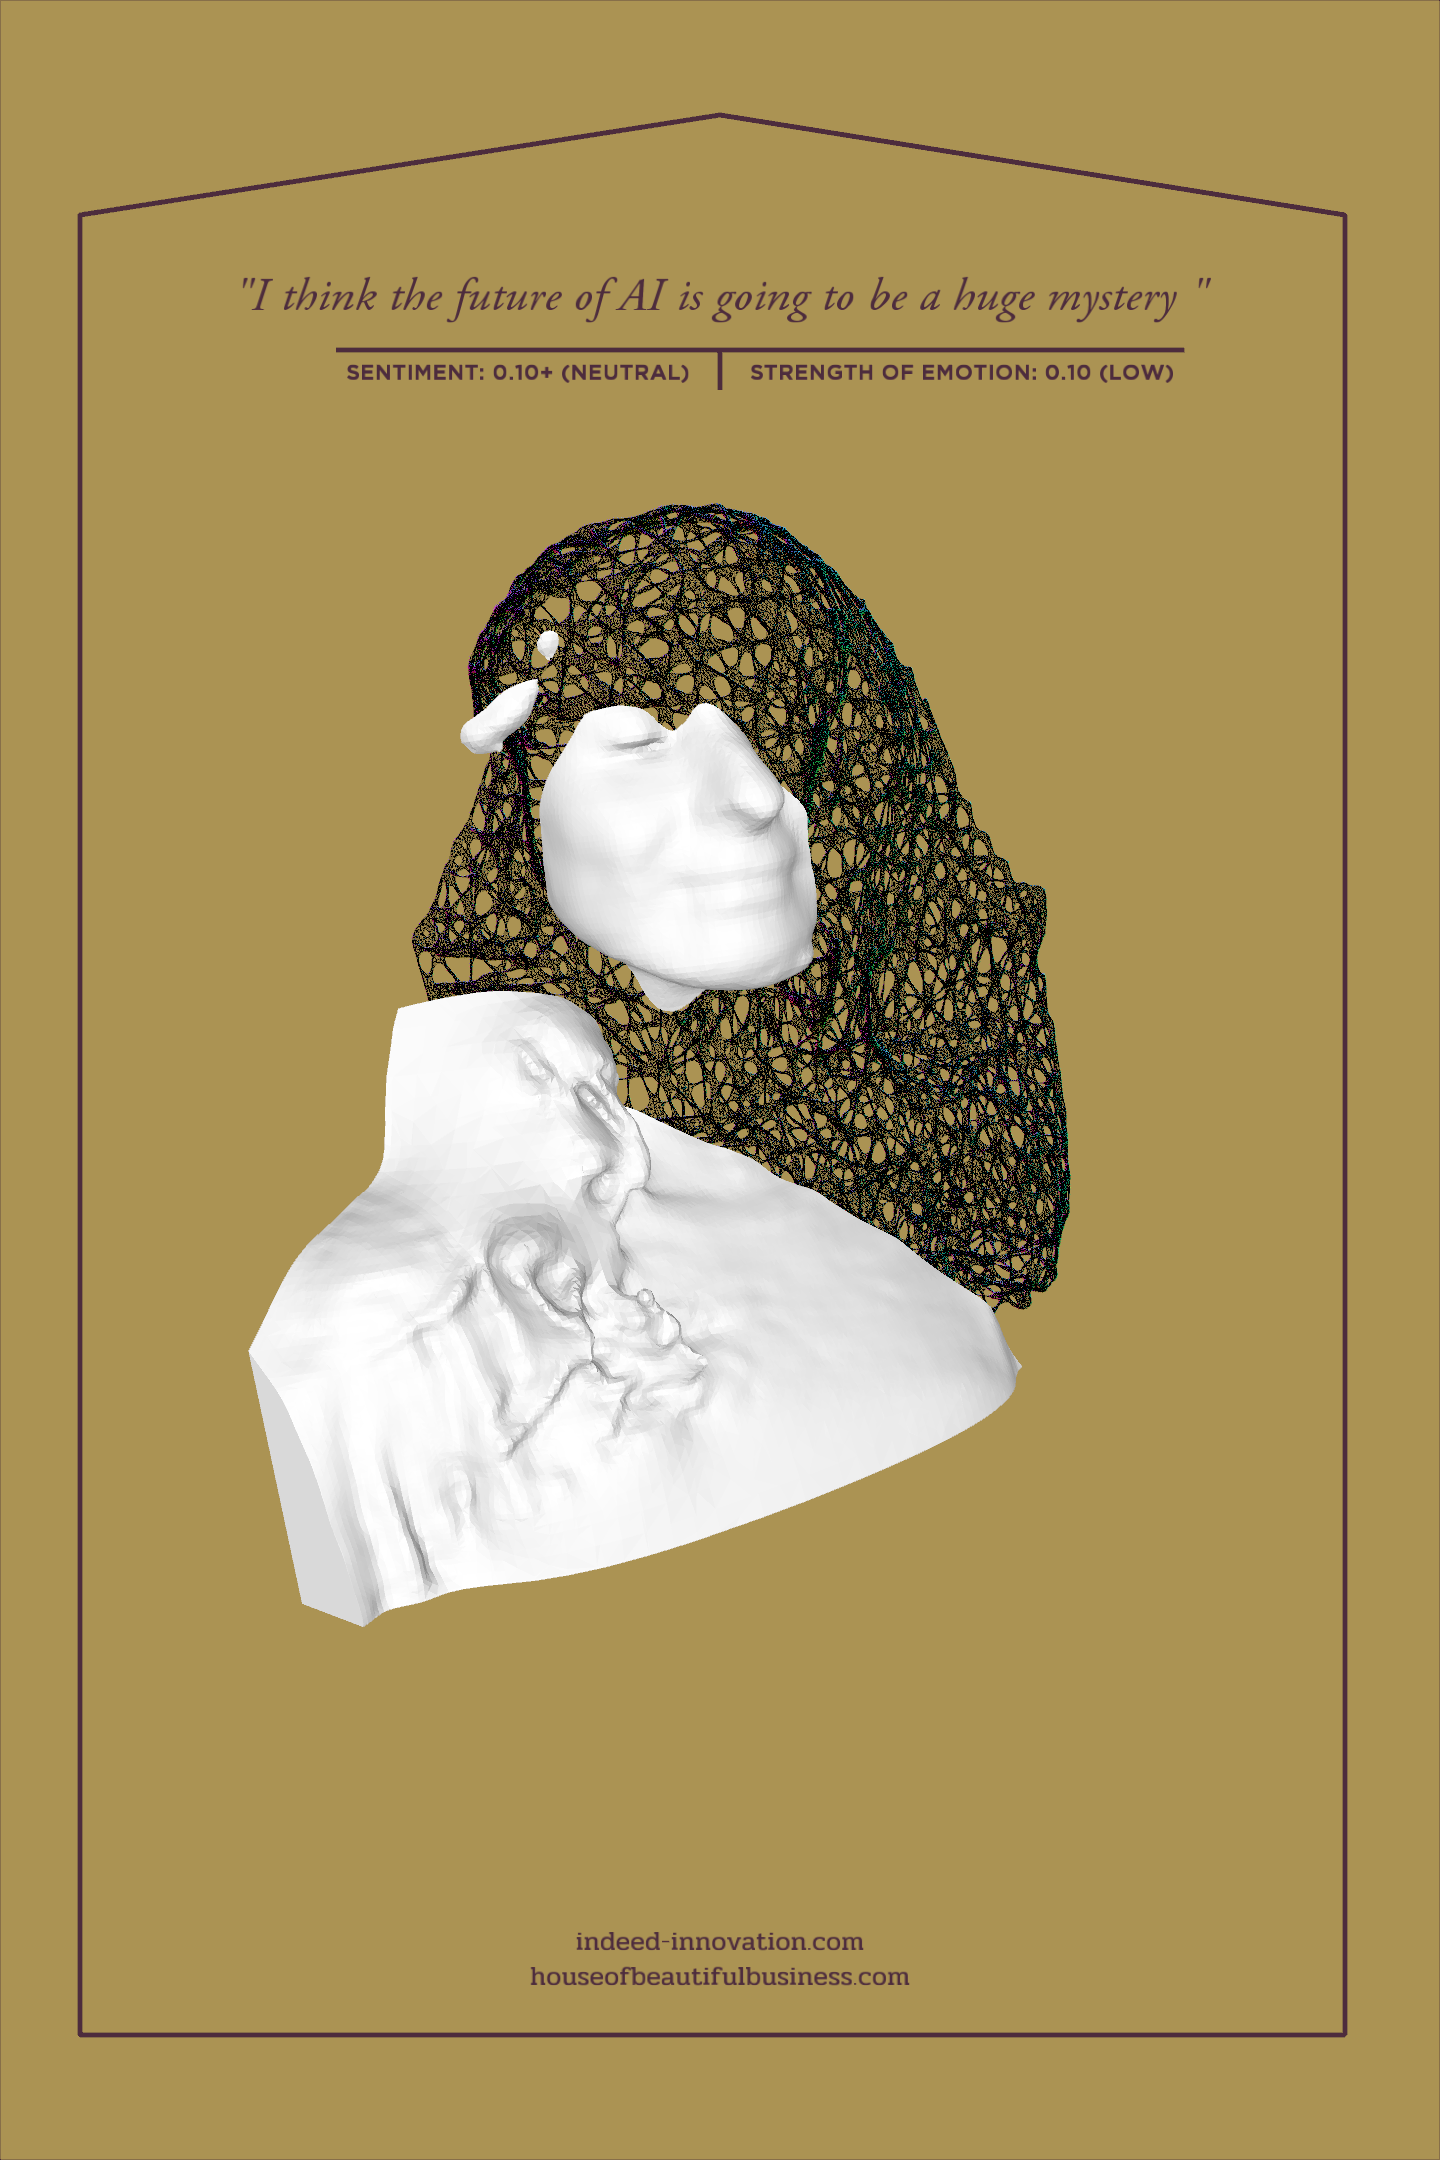 "I think the future of AI is going to be a huge mystery "
SENTIMENT: 0.10+ (NEUTRAL) STRENGTH OF EMOTION: 0.10 (LOW)
indeed-innovation.com
houseofbeautifulbusiness.com